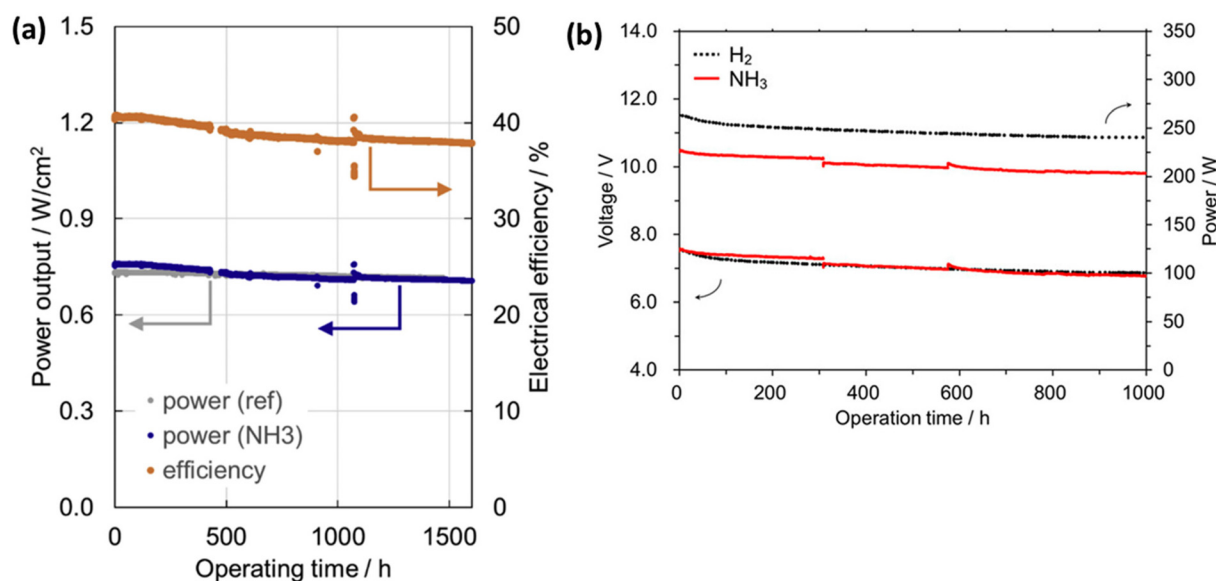 (a)
1.5
1.2
0.9
0.6
0.3
0.0
Power output / W/cm²
50
40
30
20
10
0
Electrical efficiency / %
power (ref)
power (NH3)
efficiency
0 500 1000 1500
Operating time / h
(b)
14.0
12.0
10.0
8.0
6.0
4.0
Voltage / V
H₂
NH₃
350
300
250
200
150
100
50
0
Power / W
0 200 400 600 800 1000
Operation time / h